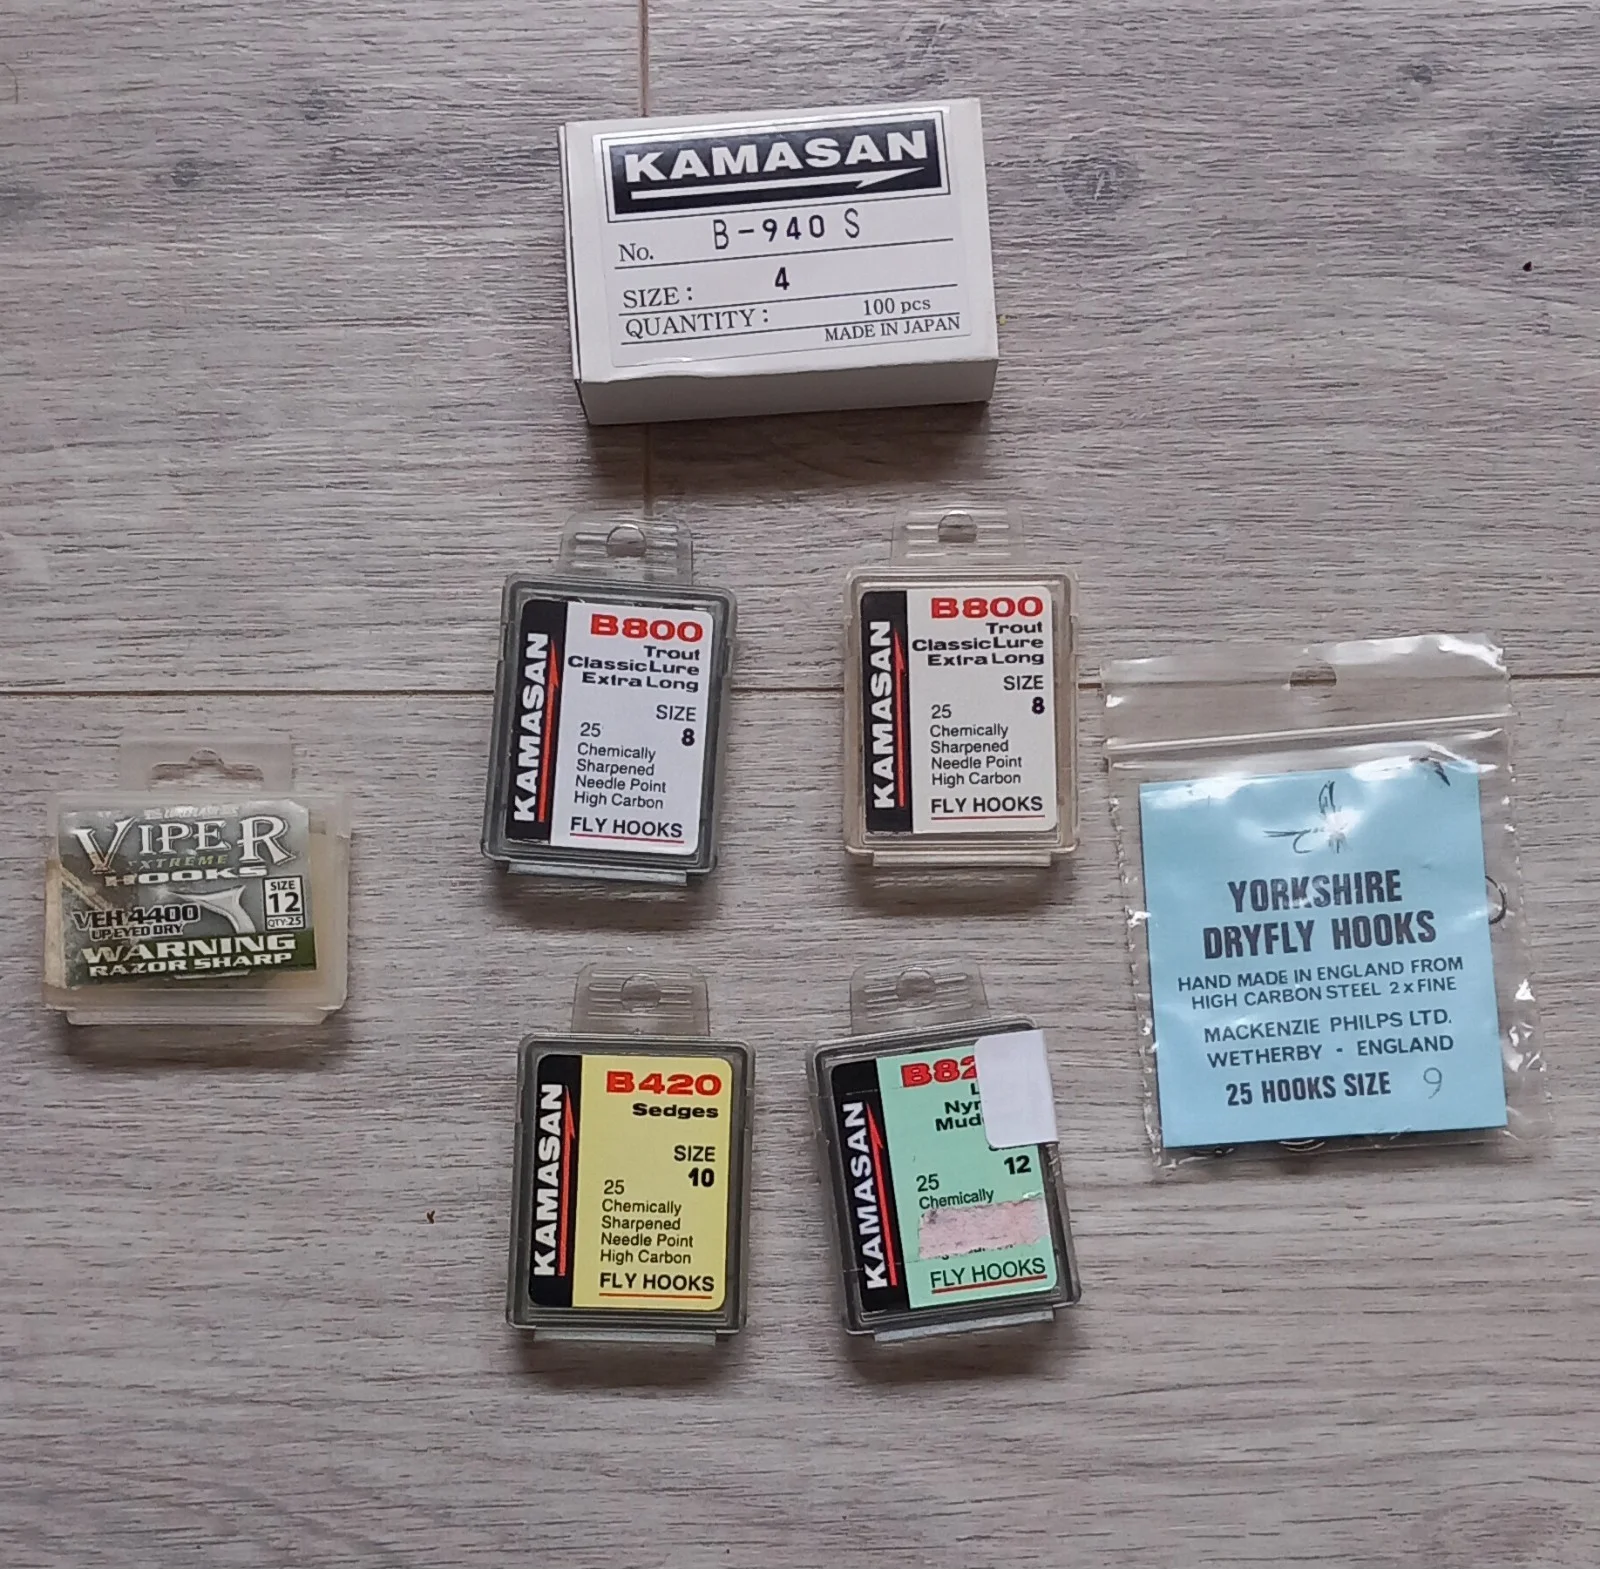 KAMASAN
No. B-940 S
SIZE: 4
QUANTITY: 100 pcs
MADE IN JAPAN
KAMASAN
B800
Trout
Classic Lure
Extra Long
SIZE
8
25
Chemically
Sharpened
Needle Point
High Carbon
FLY HOOKS
KAMASAN
B800
Trout
Classic Lure
Extra Long
SIZE
8
25
Chemically
Sharpened
Needle Point
High Carbon
FLY HOOKS
VIPER
EXTREME
HOOKS
SIZE
12
QTY:25
VEH 4400
UP EYED DRY
WARNING
RAZOR SHARP
YORKSHIRE
DRYFLY HOOKS
HAND MADE IN ENGLAND FROM
HIGH CARBON STEEL 2 x FINE
MACKENZIE PHILPS LTD.
WETHERBY - ENGLAND
25 HOOKS SIZE 9
KAMASAN
B420
Sedges
SIZE
10
25
Chemically
Sharpened
Needle Point
High Carbon
FLY HOOKS
KAMASAN
12
25
Chemically
FLY HOOKS